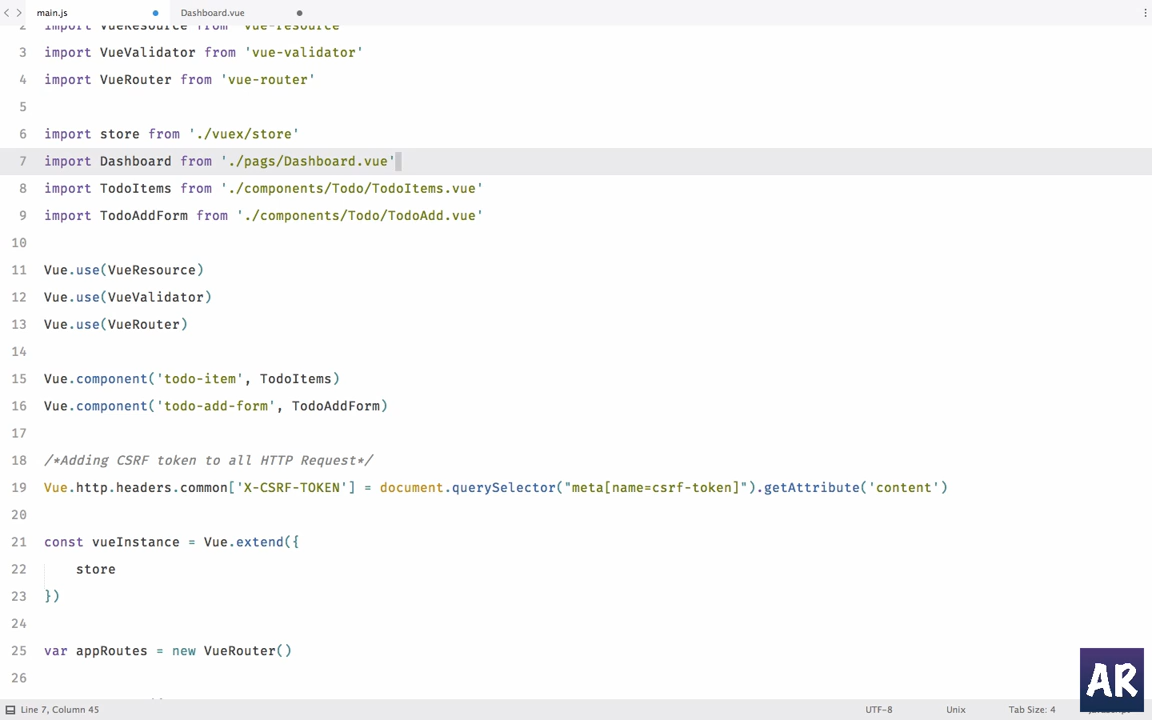 main.js
Dashboard.vue
2 import VueResource from 'vue-resource'
3 import VueValidator from 'vue-validator'
4 import VueRouter from 'vue-router'
5
6 import store from './vuex/store'
7 import Dashboard from './pags/Dashboard.vue'
8 import TodoItems from './components/Todo/TodoItems.vue'
9 import TodoAddForm from './components/Todo/TodoAdd.vue'
10
11 Vue.use(VueResource)
12 Vue.use(VueValidator)
13 Vue.use(VueRouter)
14
15 Vue.component('todo-item', TodoItems)
16 Vue.component('todo-add-form', TodoAddForm)
17
18 /*Adding CSRF token to all HTTP Request*/
19 Vue.http.headers.common['X-CSRF-TOKEN'] = document.querySelector("meta[name=csrf-token]").getAttribute('content')
20
21 const vueInstance = Vue.extend({
22 store
23 })
24
25 var appRoutes = new VueRouter()
26
AR
Line 7, Column 45
UTF-8
Unix
Tab Size: 4